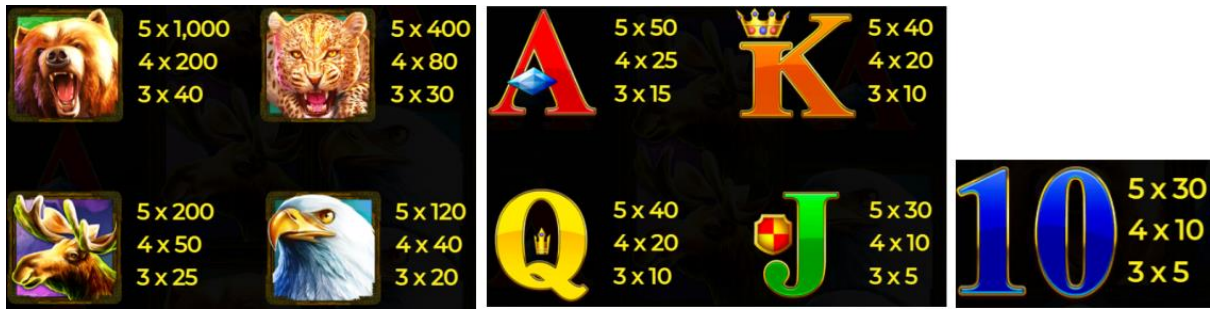 5 x 1,000
4 x 200
3 x 40
5 x 400
4 x 80
3 x 30
5 x 200
4 x 50
3 x 25
5 x 120
4 x 40
3 x 20
A
5 x 50
4 x 25
3 x 15
K
5 x 40
4 x 20
3 x 10
Q
5 x 40
4 x 20
3 x 10
J
5 x 30
4 x 10
3 x 5
10
5 x 30
4 x 10
3 x 5